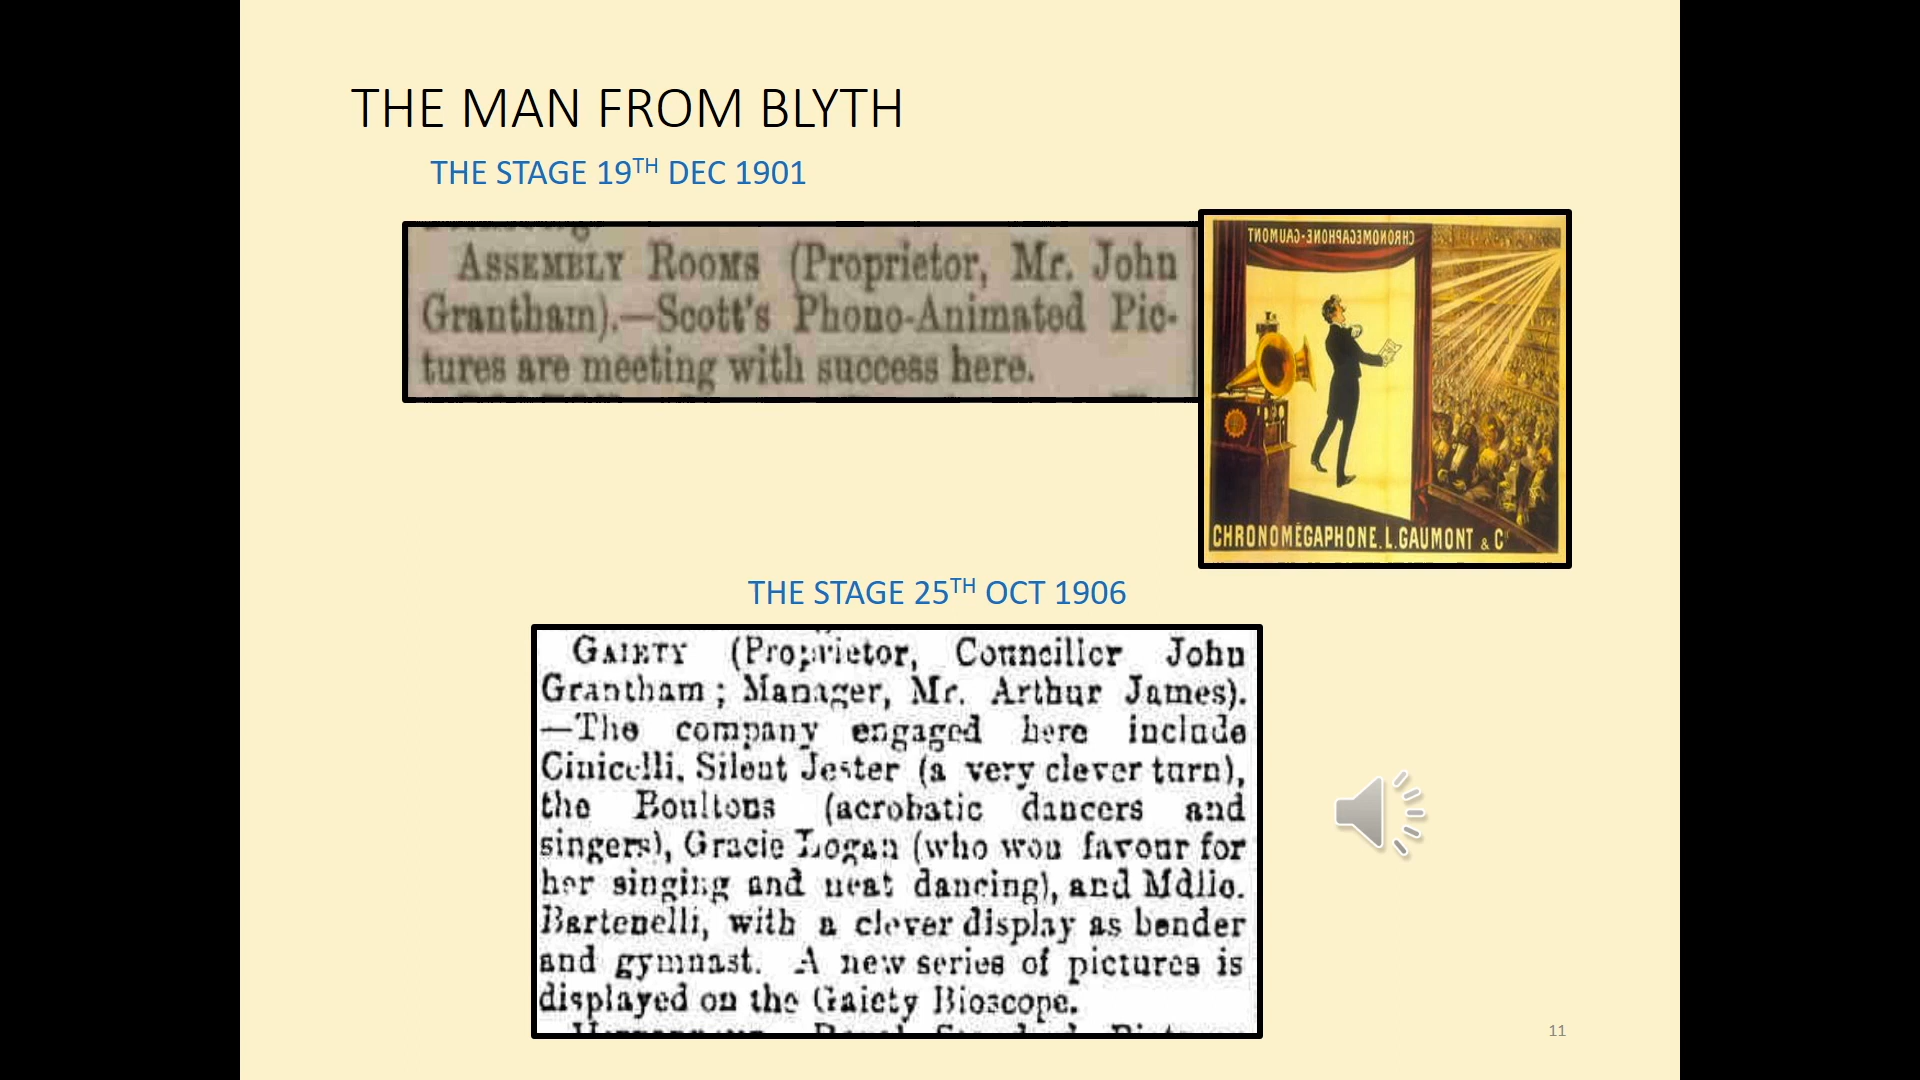 THE MAN FROM BLYTH
THE STAGE 19TH DEC 1901
ASSEMBLY ROOMS (Proprietor, Mr. John
Grantham).—Scott's Phono-Animated Pic-
tures are meeting with success here.
CHRONOMEGAPHONE-GAUMONT
CHRONOMÉGAPHONE. L. GAUMONT & Cie
THE STAGE 25TH OCT 1906
GAIETY (Proprietor, Councillor John
Grantham; Manager, Mr. Arthur James).
—The company engaged here include
Cinicelli, Silent Jester (a very clever turn),
the Boultons (acrobatic dancers and
singers), Gracie Logan (who won favour for
her singing and neat dancing), and Mdlle.
Bartenelli, with a clever display as bender
and gymnast. A new series of pictures is
displayed on the Gaiety Bioscope.
11